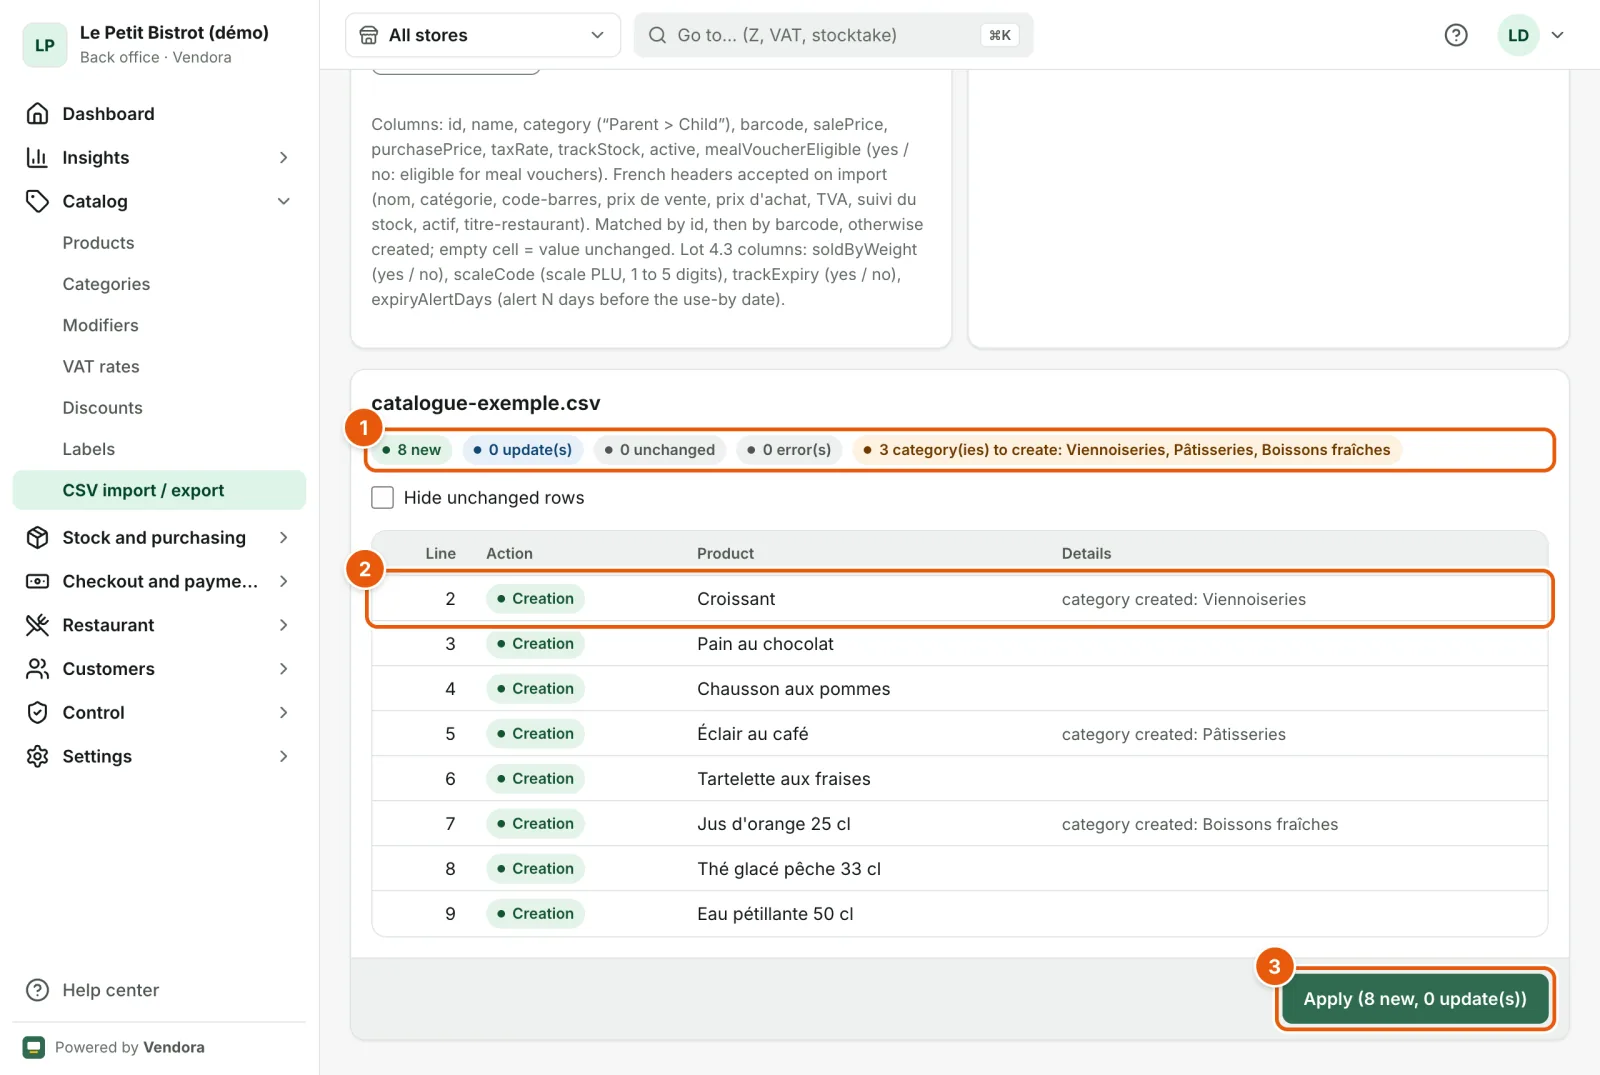 LP
Le Petit Bistrot (démo)
Back office · Vendora
All stores
Go to... (Z, VAT, stocktake)
⌘K
LD
Dashboard
Insights
Catalog
Products
Categories
Modifiers
VAT rates
Discounts
Labels
CSV import / export
Stock and purchasing
Checkout and payme...
Restaurant
Customers
Control
Settings
Help center
Powered by Vendora
Columns: id, name, category (“Parent > Child”), barcode, salePrice,
purchasePrice, taxRate, trackStock, active, mealVoucherEligible (yes /
no: eligible for meal vouchers). French headers accepted on import
(nom, catégorie, code-barres, prix de vente, prix d'achat, TVA, suivi du
stock, actif, titre-restaurant). Matched by id, then by barcode, otherwise
created; empty cell = value unchanged. Lot 4.3 columns: soldByWeight
(yes / no), scaleCode (scale PLU, 1 to 5 digits), trackExpiry (yes / no),
expiryAlertDays (alert N days before the use-by date).
catalogue-exemple.csv
1
8 new 0 update(s) 0 unchanged 0 error(s) 3 category(ies) to create: Viennoiseries, Pâtisseries, Boissons fraîches
Hide unchanged rows
Line Action Product Details
2
2 Creation Croissant category created: Viennoiseries
3 Creation Pain au chocolat
4 Creation Chausson aux pommes
5 Creation Éclair au café category created: Pâtisseries
6 Creation Tartelette aux fraises
7 Creation Jus d'orange 25 cl category created: Boissons fraîches
8 Creation Thé glacé pêche 33 cl
9 Creation Eau pétillante 50 cl
3
Apply (8 new, 0 update(s))